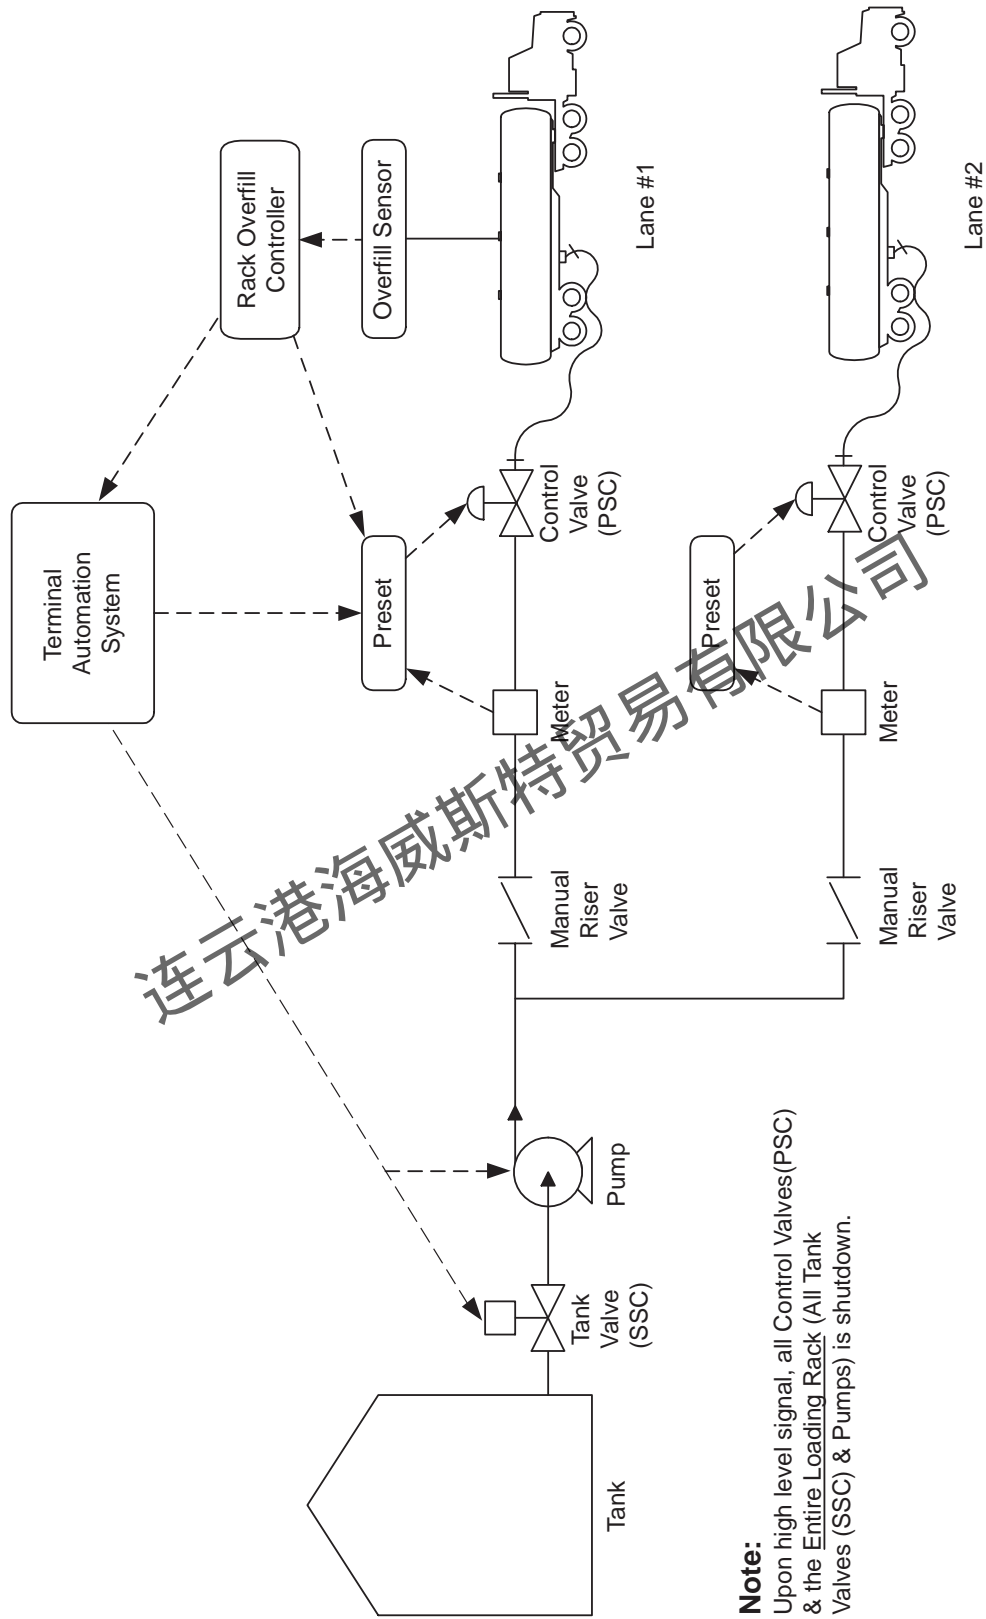 Terminal
Automation
System
Rack Overfill
Controller
Overfill Sensor
Preset
Meter
Control
Valve
(PSC)
Manual
Riser
Valve
Pump
Tank
Valve
(SSC)
Tank
Lane #1
Preset
Meter
Control
Valve
(PSC)
Manual
Riser
Valve
Lane #2
Note:
Upon high level signal, all Control Valves(PSC)
& the Entire Loading Rack (All Tank
Valves (SSC) & Pumps) is shutdown.
连云港海威斯特贸易有限公司